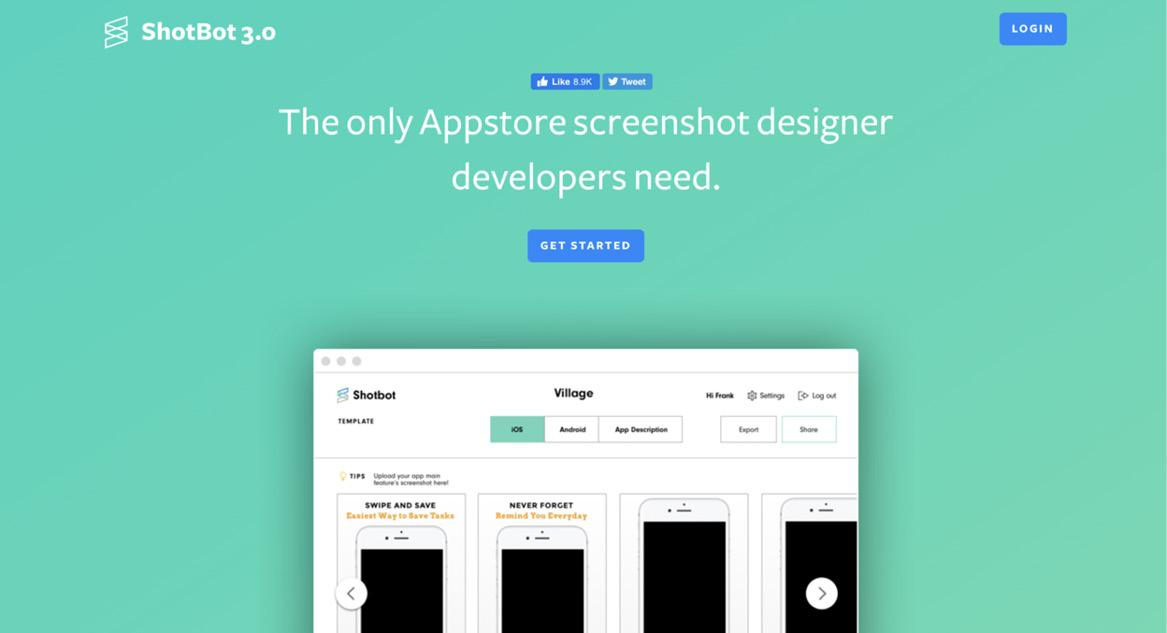 ShotBot 3.0
LOGIN
Like 8.9K
Tweet
The only Appstore screenshot designer
developers need.
GET STARTED
Shotbot
Village
Hi Frank
Settings
Log out
TEMPLATE
iOS
Android
App Description
Export
Share
TIPS
Upload your app main
feature's screenshot here!
SWIPE AND SAVE
Easiest Way to Save Tasks
NEVER FORGET
Remind You Everyday